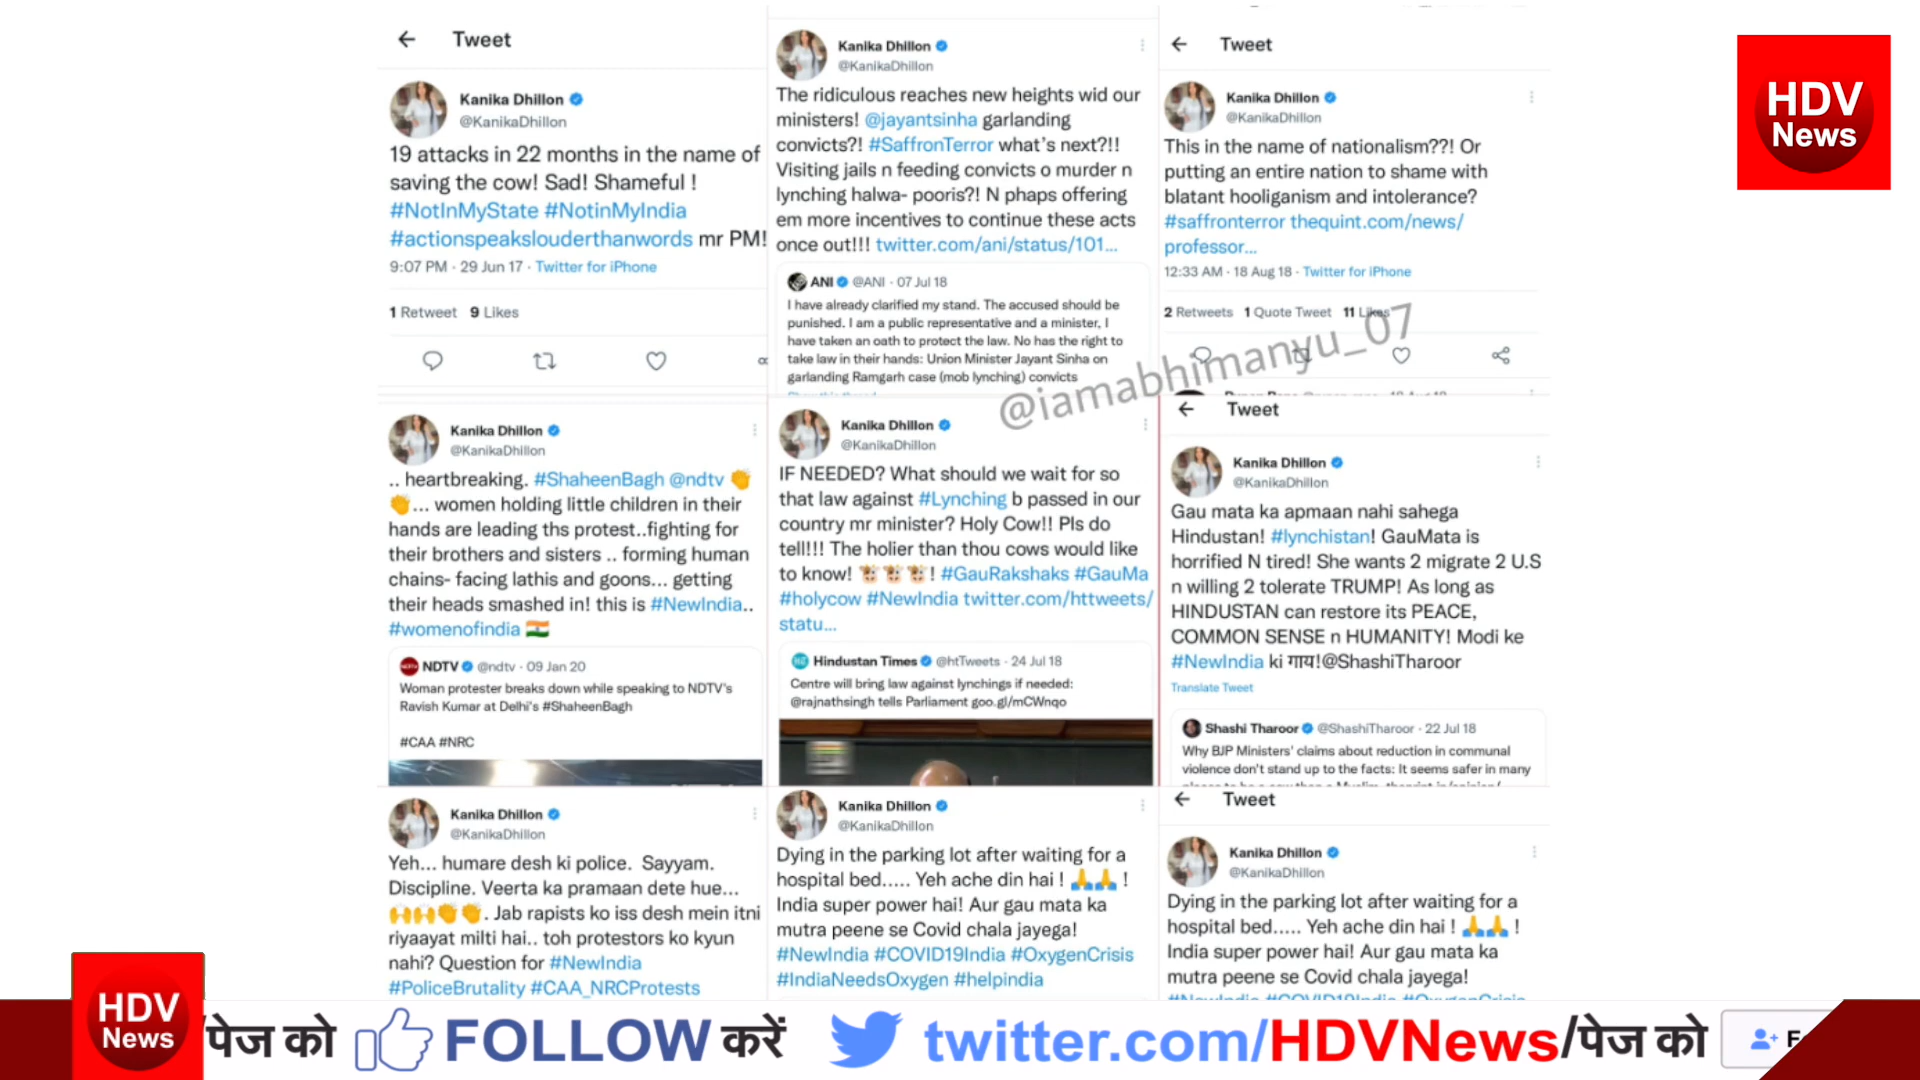 Tweet
Kanika Dhillon
@KanikaDhillon
19 attacks in 22 months in the name of
saving the cow! Sad! Shameful !
#NotInMyState #NotinMyIndia
#actionspeakslouderthanwords mr PM!
9:07 PM · 29 Jun 17 · Twitter for iPhone
1 Retweet 9 Likes
Kanika Dhillon
@KanikaDhillon
The ridiculous reaches new heights wid our
ministers! @jayantsinha garlanding
convicts?! #SaffronTerror what's next?!!
Visiting jails n feeding convicts o murder n
lynching halwa- pooris?! N phaps offering
em more incentives to continue these acts
once out!!! twitter.com/ani/status/101...
ANI @ANI · 07 Jul 18
I have already clarified my stand. The accused should be
punished. I am a public representative and a minister, I
have taken an oath to protect the law. No has the right to
take law in their hands: Union Minister Jayant Sinha on
garlanding Ramgarh case (mob lynching) convicts
Tweet
Kanika Dhillon
@KanikaDhillon
This in the name of nationalism??! Or
putting an entire nation to shame with
blatant hooliganism and intolerance?
#saffronterror thequint.com/news/
professor...
12:33 AM · 18 Aug 18 · Twitter for iPhone
2 Retweets 1 Quote Tweet 11 Likes
@iamabhimanyu_07
HDV
News
Kanika Dhillon
@KanikaDhillon
.. heartbreaking. #ShaheenBagh @ndtv 👏
👏... women holding little children in their
hands are leading ths protest..fighting for
their brothers and sisters .. forming human
chains- facing lathis and goons... getting
their heads smashed in! this is #NewIndia..
#womenofindia 🇮🇳
NDTV @ndtv · 09 Jan 20
Woman protester breaks down while speaking to NDTV's
Ravish Kumar at Delhi's #ShaheenBagh
#CAA #NRC
Kanika Dhillon
@KanikaDhillon
IF NEEDED? What should we wait for so
that law against #Lynching b passed in our
country mr minister? Holy Cow!! Pls do
tell!!! The holier than thou cows would like
to know! 🐮🐮🐮! #GauRakshaks #GauMa
#holycow #NewIndia twitter.com/httweets/
statu...
Hindustan Times @htTweets · 24 Jul 18
Centre will bring law against lynchings if needed:
@rajnathsingh tells Parliament goo.gl/mCWnqo
Tweet
Kanika Dhillon
@KanikaDhillon
Gau mata ka apmaan nahi sahega
Hindustan! #lynchistan! GauMata is
horrified N tired! She wants 2 migrate 2 U.S
n willing 2 tolerate TRUMP! As long as
HINDUSTAN can restore its PEACE,
COMMON SENSE n HUMANITY! Modi ke
#NewIndia ki गाय!@ShashiTharoor
Translate Tweet
Shashi Tharoor @ShashiTharoor · 22 Jul 18
Why BJP Ministers' claims about reduction in communal
violence don't stand up to the facts: It seems safer in many
Kanika Dhillon
@KanikaDhillon
Yeh... humare desh ki police. Sayyam.
Discipline. Veerta ka pramaan dete hue...
🙌🙌👏👏. Jab rapists ko iss desh mein itni
riyaayat milti hai.. toh protestors ko kyun
nahi? Question for #NewIndia
#PoliceBrutality #CAA_NRCProtests
Kanika Dhillon
@KanikaDhillon
Dying in the parking lot after waiting for a
hospital bed..... Yeh ache din hai ! 🙏🙏 !
India super power hai! Aur gau mata ka
mutra peene se Covid chala jayega!
#NewIndia #COVID19India #OxygenCrisis
#IndiaNeedsOxygen #helpindia
Tweet
Kanika Dhillon
@KanikaDhillon
Dying in the parking lot after waiting for a
hospital bed..... Yeh ache din hai ! 🙏🙏 !
India super power hai! Aur gau mata ka
mutra peene se Covid chala jayega!
#NewIndia #COVID19India #OxygenCrisis
HDV
News
/पेज को FOLLOW करें twitter.com/HDVNews/पेज को